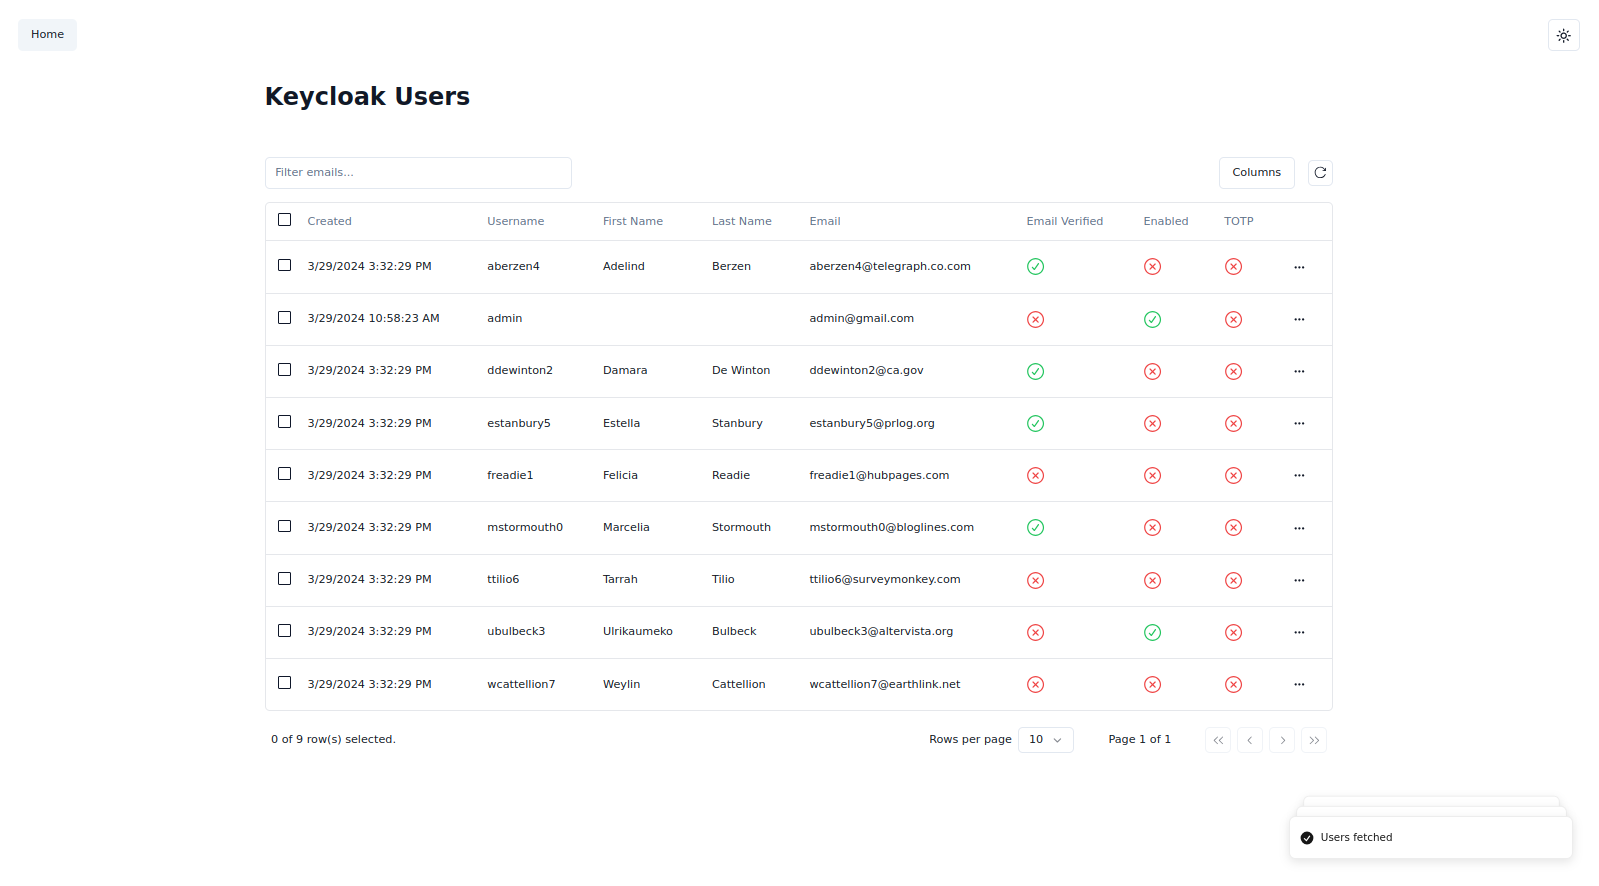 Home
Keycloak Users
Filter emails...
Columns
Created Username First Name Last Name Email Email Verified Enabled TOTP
3/29/2024 3:32:29 PM aberzen4 Adelind Berzen aberzen4@telegraph.co.com
3/29/2024 10:58:23 AM admin admin@gmail.com
3/29/2024 3:32:29 PM ddewinton2 Damara De Winton ddewinton2@ca.gov
3/29/2024 3:32:29 PM estanbury5 Estella Stanbury estanbury5@prlog.org
3/29/2024 3:32:29 PM freadie1 Felicia Readie freadie1@hubpages.com
3/29/2024 3:32:29 PM mstormouth0 Marcelia Stormouth mstormouth0@bloglines.com
3/29/2024 3:32:29 PM ttilio6 Tarrah Tilio ttilio6@surveymonkey.com
3/29/2024 3:32:29 PM ubulbeck3 Ulrikaumeko Bulbeck ubulbeck3@altervista.org
3/29/2024 3:32:29 PM wcattellion7 Weylin Cattellion wcattellion7@earthlink.net
0 of 9 row(s) selected. Rows per page 10 Page 1 of 1
Users fetched